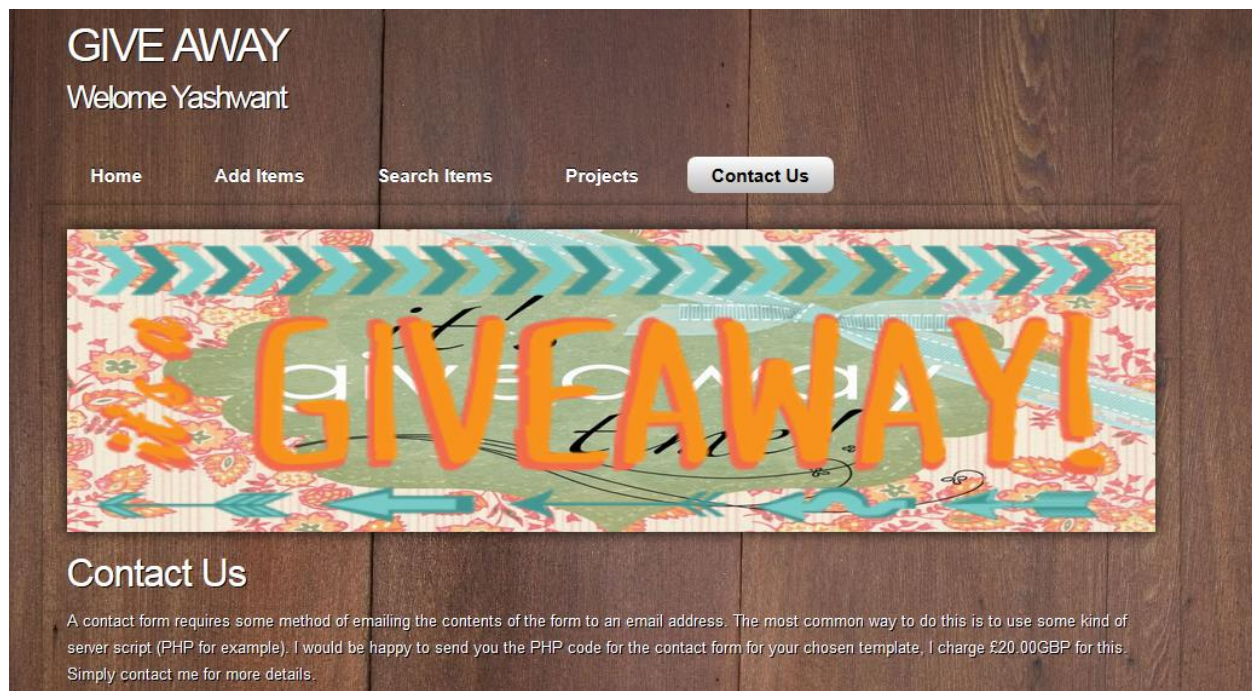 GIVE AWAY
Welome Yashwant
Home Add Items Search Items Projects Contact Us
it's
giveaway
time!
it's a
GIVEAWAY!
Contact Us
A contact form requires some method of emailing the contents of the form to an email address. The most common way to do this is to use some kind of
server script (PHP for example). I would be happy to send you the PHP code for the contact form for your chosen template, I charge £20.00GBP for this.
Simply contact me for more details.